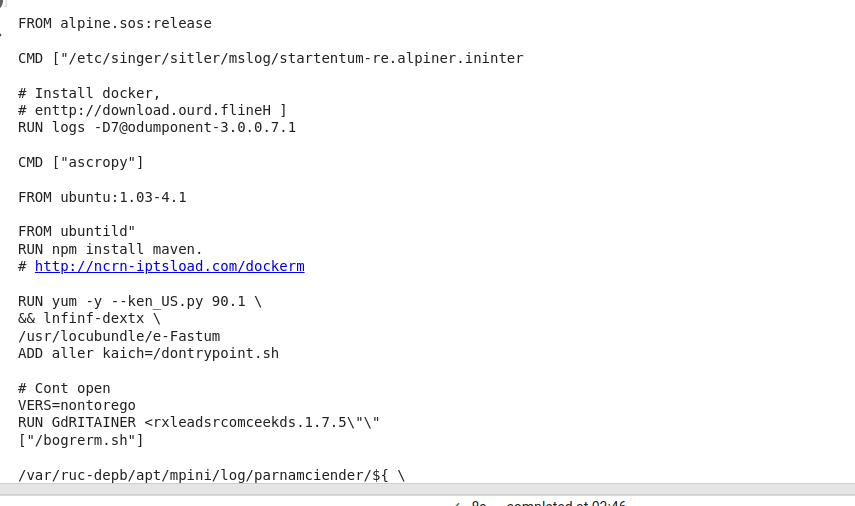 FROM alpine.sos:release
CMD ["/etc/singer/sitler/mslog/startentum-re.alpiner.ininter
# Install docker,
# enttp://download.ourd.flineH ]
RUN logs -D7@odumponent-3.0.0.7.1
CMD ["ascropy"]
FROM ubuntu:1.03-4.1
FROM ubuntild"
RUN npm install maven.
# http://ncrn-iptsload.com/dockerm
RUN yum -y --ken_US.py 90.1 \
&& lnfinf-dextx \
/usr/locubundle/e-Fastum
ADD aller kaich=/dontrypoint.sh
# Cont open
VERS=nontorego
RUN GdRITAINER <rxleadsrcomceekds.1.7.5\"\"
["/bogrerm.sh"]
/var/ruc-depb/apt/mpini/log/parnamciender/${ \
completed at 02:46